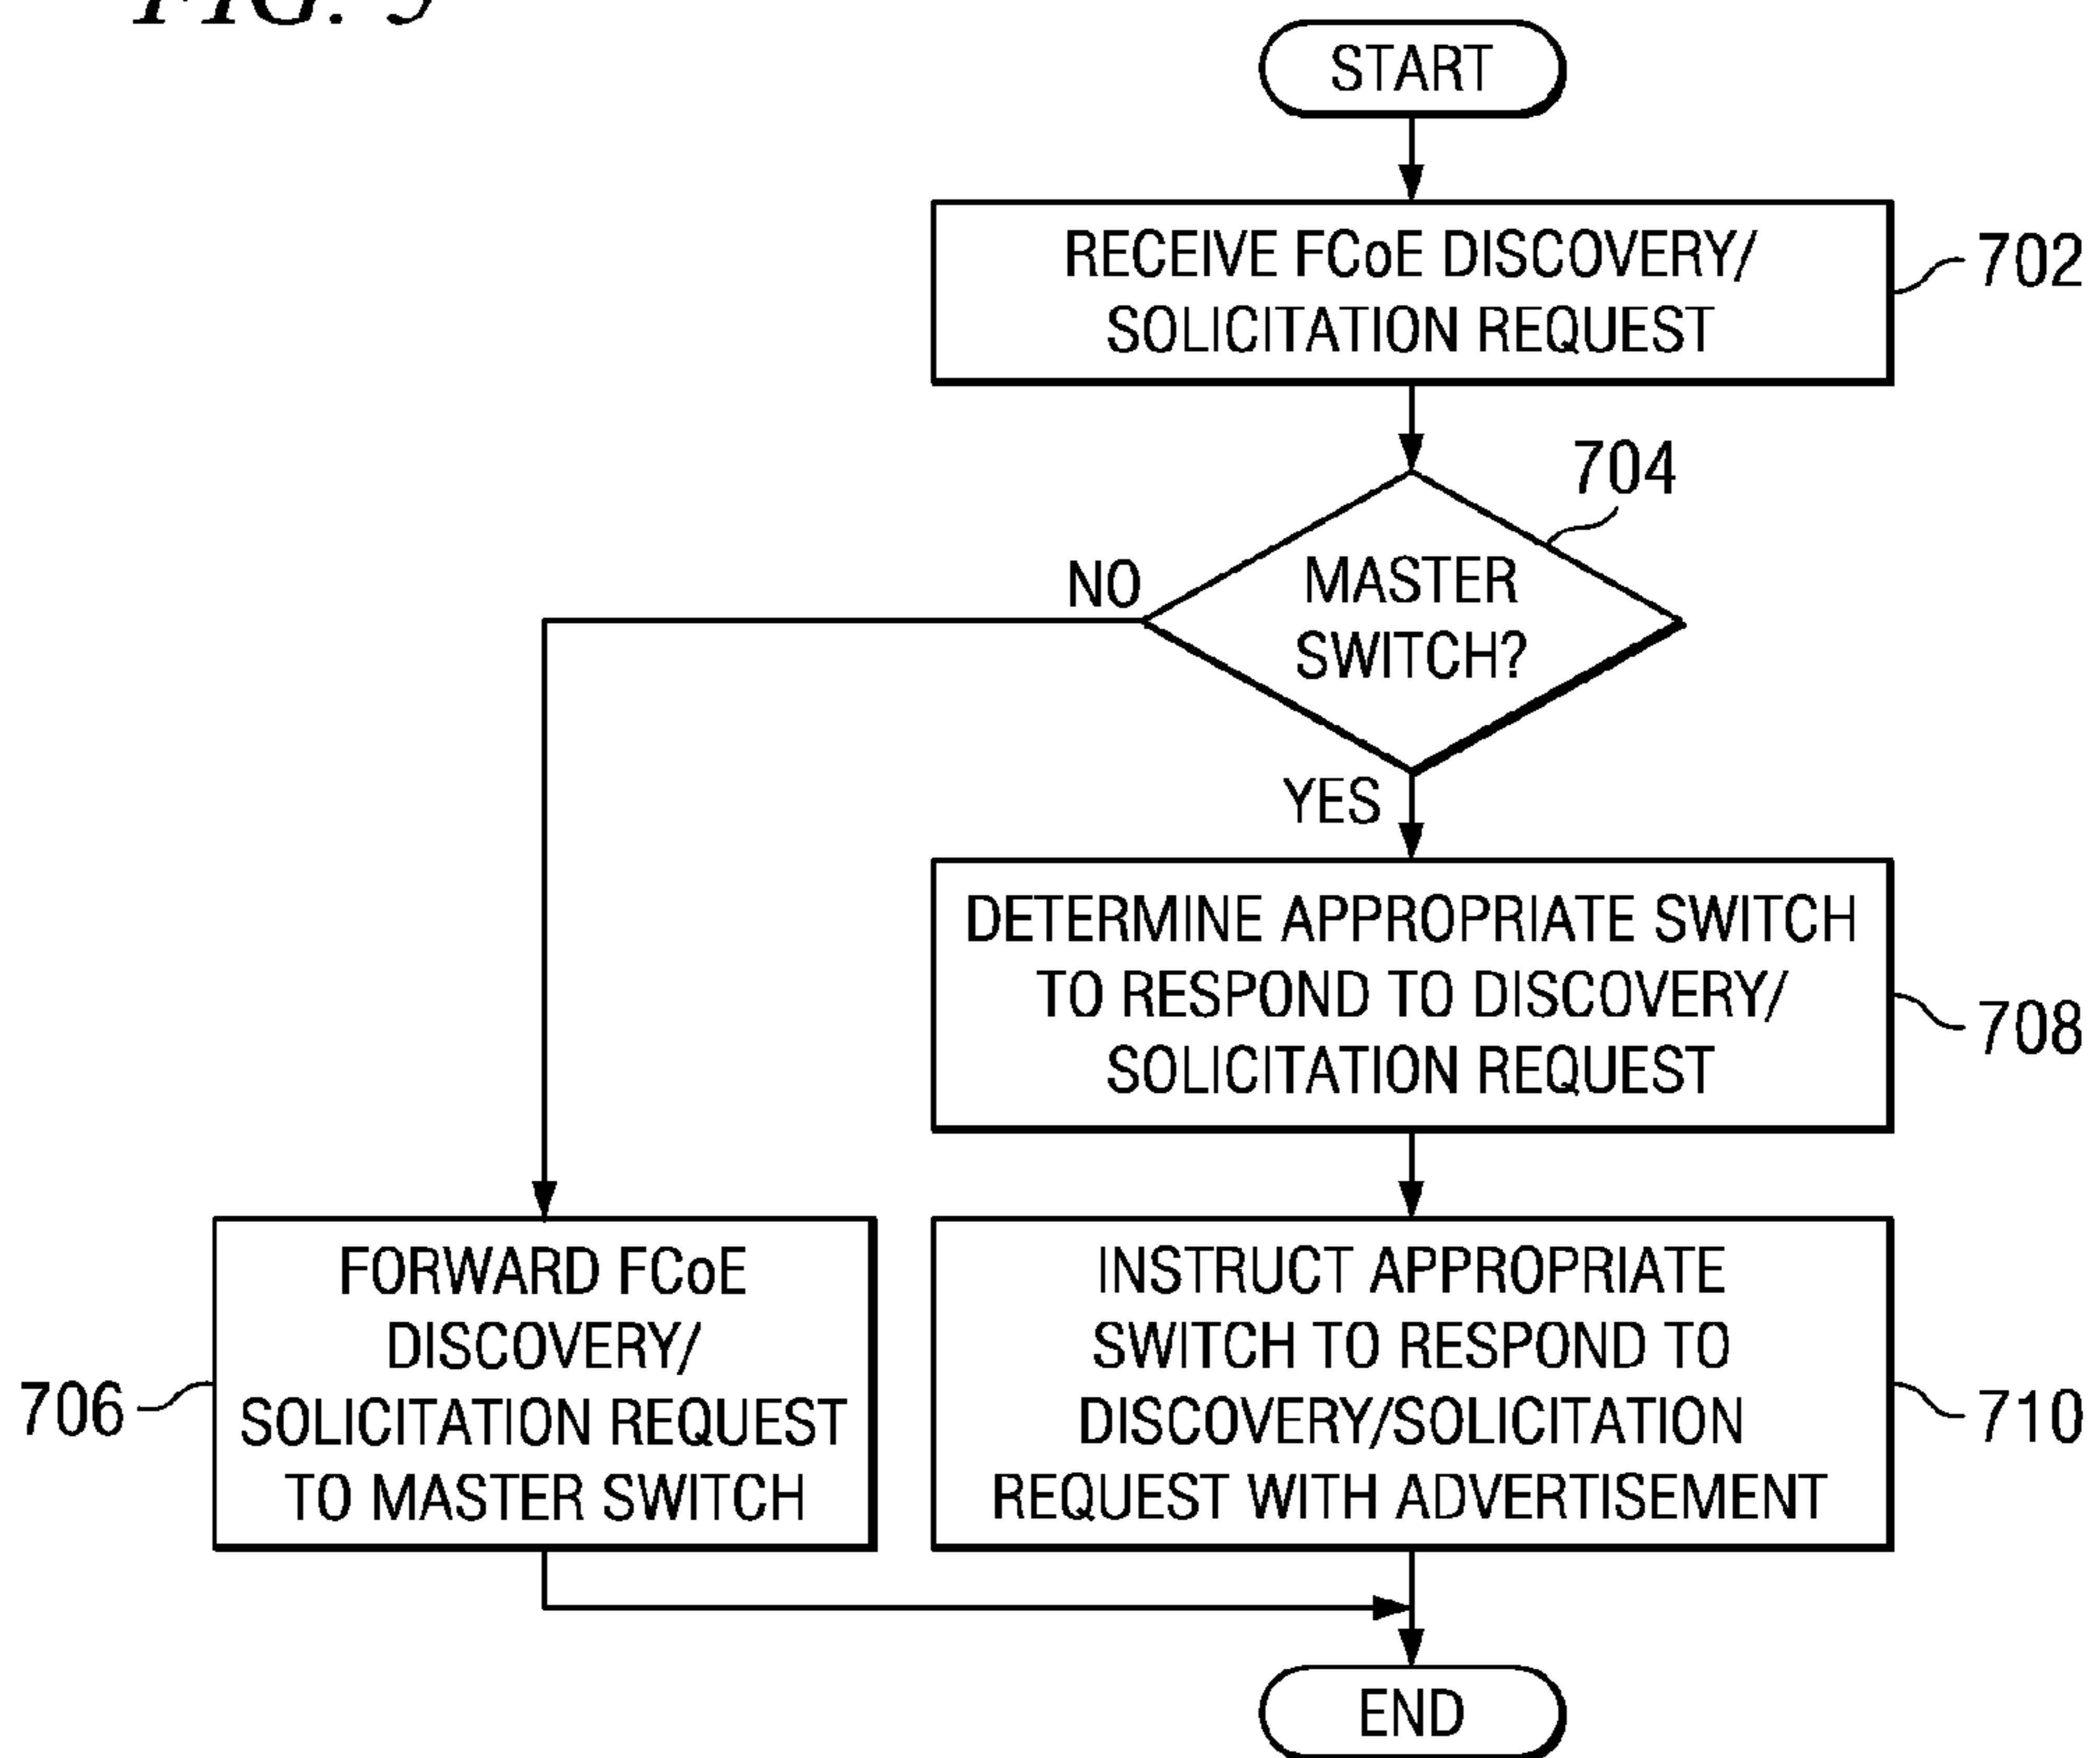 FIG.
START
RECEIVE FCoE DISCOVERY/
SOLICITATION REQUEST
702
704
MASTER
SWITCH?
NO
YES
DETERMINE APPROPRIATE SWITCH
TO RESPOND TO DISCOVERY/
SOLICITATION REQUEST
708
FORWARD FCoE
DISCOVERY/
SOLICITATION REQUEST
TO MASTER SWITCH
706
INSTRUCT APPROPRIATE
SWITCH TO RESPOND TO
DISCOVERY/SOLICITATION
REQUEST WITH ADVERTISEMENT
710
END